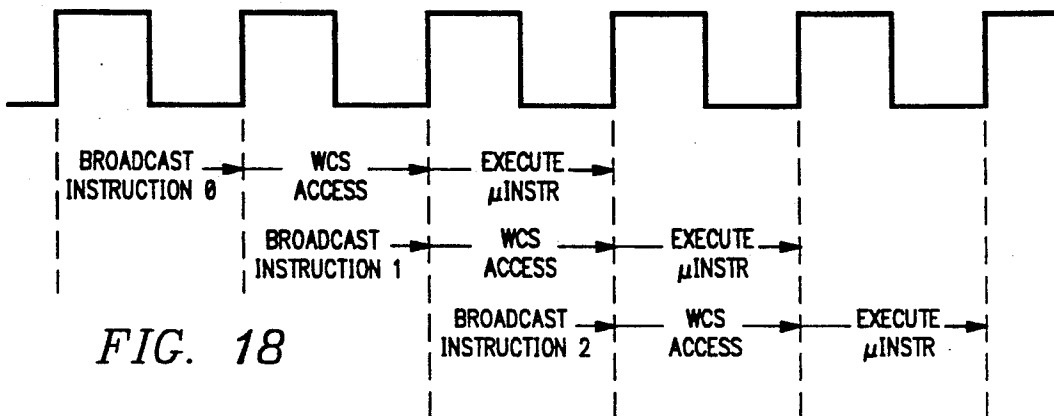 BROADCAST INSTRUCTION 0
WCS ACCESS
EXECUTE μINSTR
BROADCAST INSTRUCTION 1
WCS ACCESS
EXECUTE μINSTR
BROADCAST INSTRUCTION 2
WCS ACCESS
EXECUTE μINSTR
FIG. 18